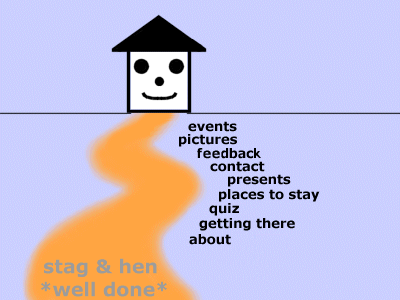 events
pictures
feedback
contact
presents
places to stay
quiz
getting there
about
stag & hen
*well done*